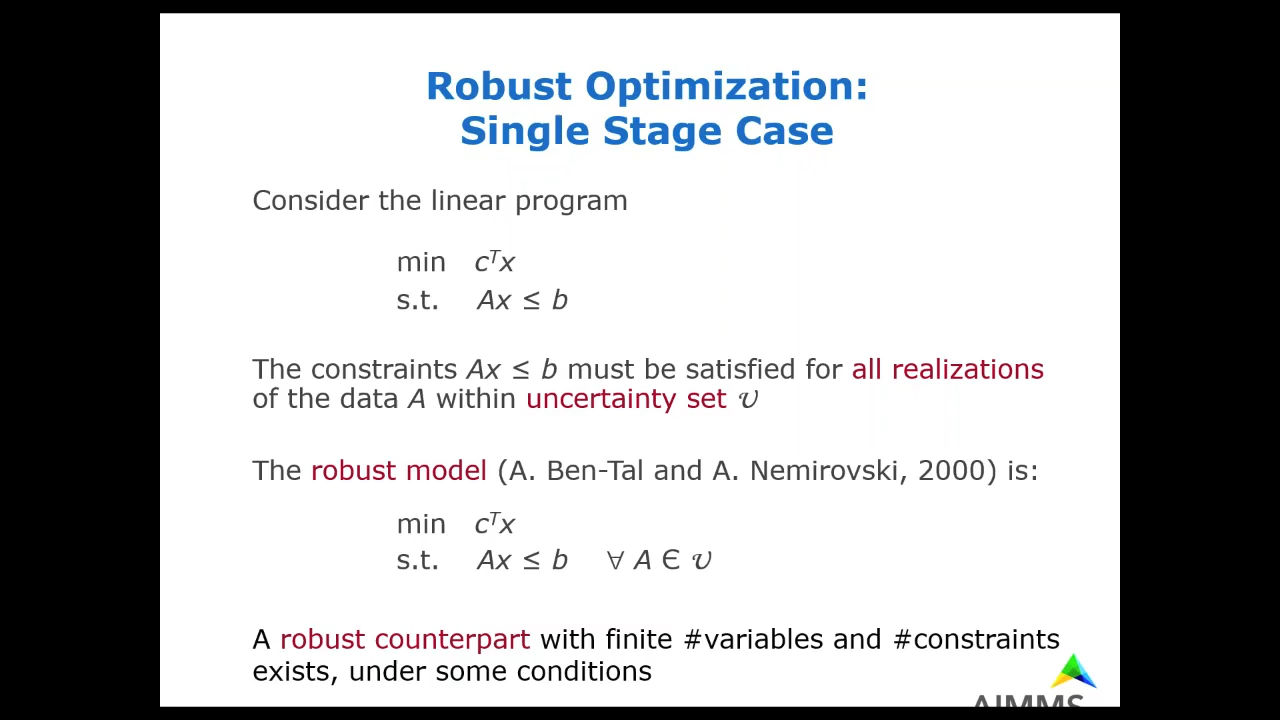 Robust Optimization:
Single Stage Case
Consider the linear program
min cᵀx
s.t. Ax ≤ b
The constraints Ax ≤ b must be satisfied for all realizations
of the data A within uncertainty set 𝒰
The robust model (A. Ben-Tal and A. Nemirovski, 2000) is:
min cᵀx
s.t. Ax ≤ b ∀ A Є 𝒰
A robust counterpart with finite #variables and #constraints
exists, under some conditions
AIMMS